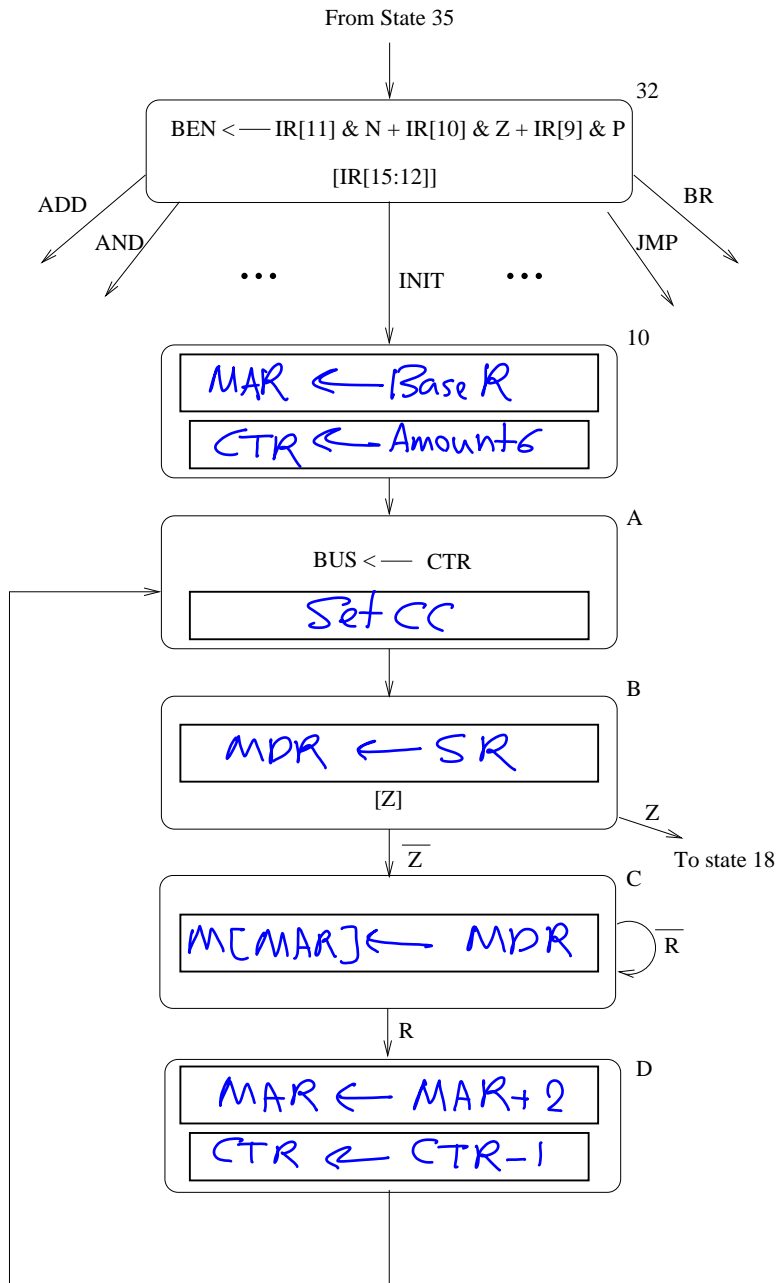 From State 35
32
BEN <— IR[11] & N + IR[10] & Z + IR[9] & P
[IR[15:12]]
ADD
BR
AND
JMP
••• INIT •••
10
MAR ← Base R
CTR ← Amount6
A
BUS <— CTR
Set CC
B
MDR ← SR
[Z]
Z
To state 18
Z̅
C
M[MAR] ← MDR
R̅
R
D
MAR ← MAR+2
CTR ← CTR-1